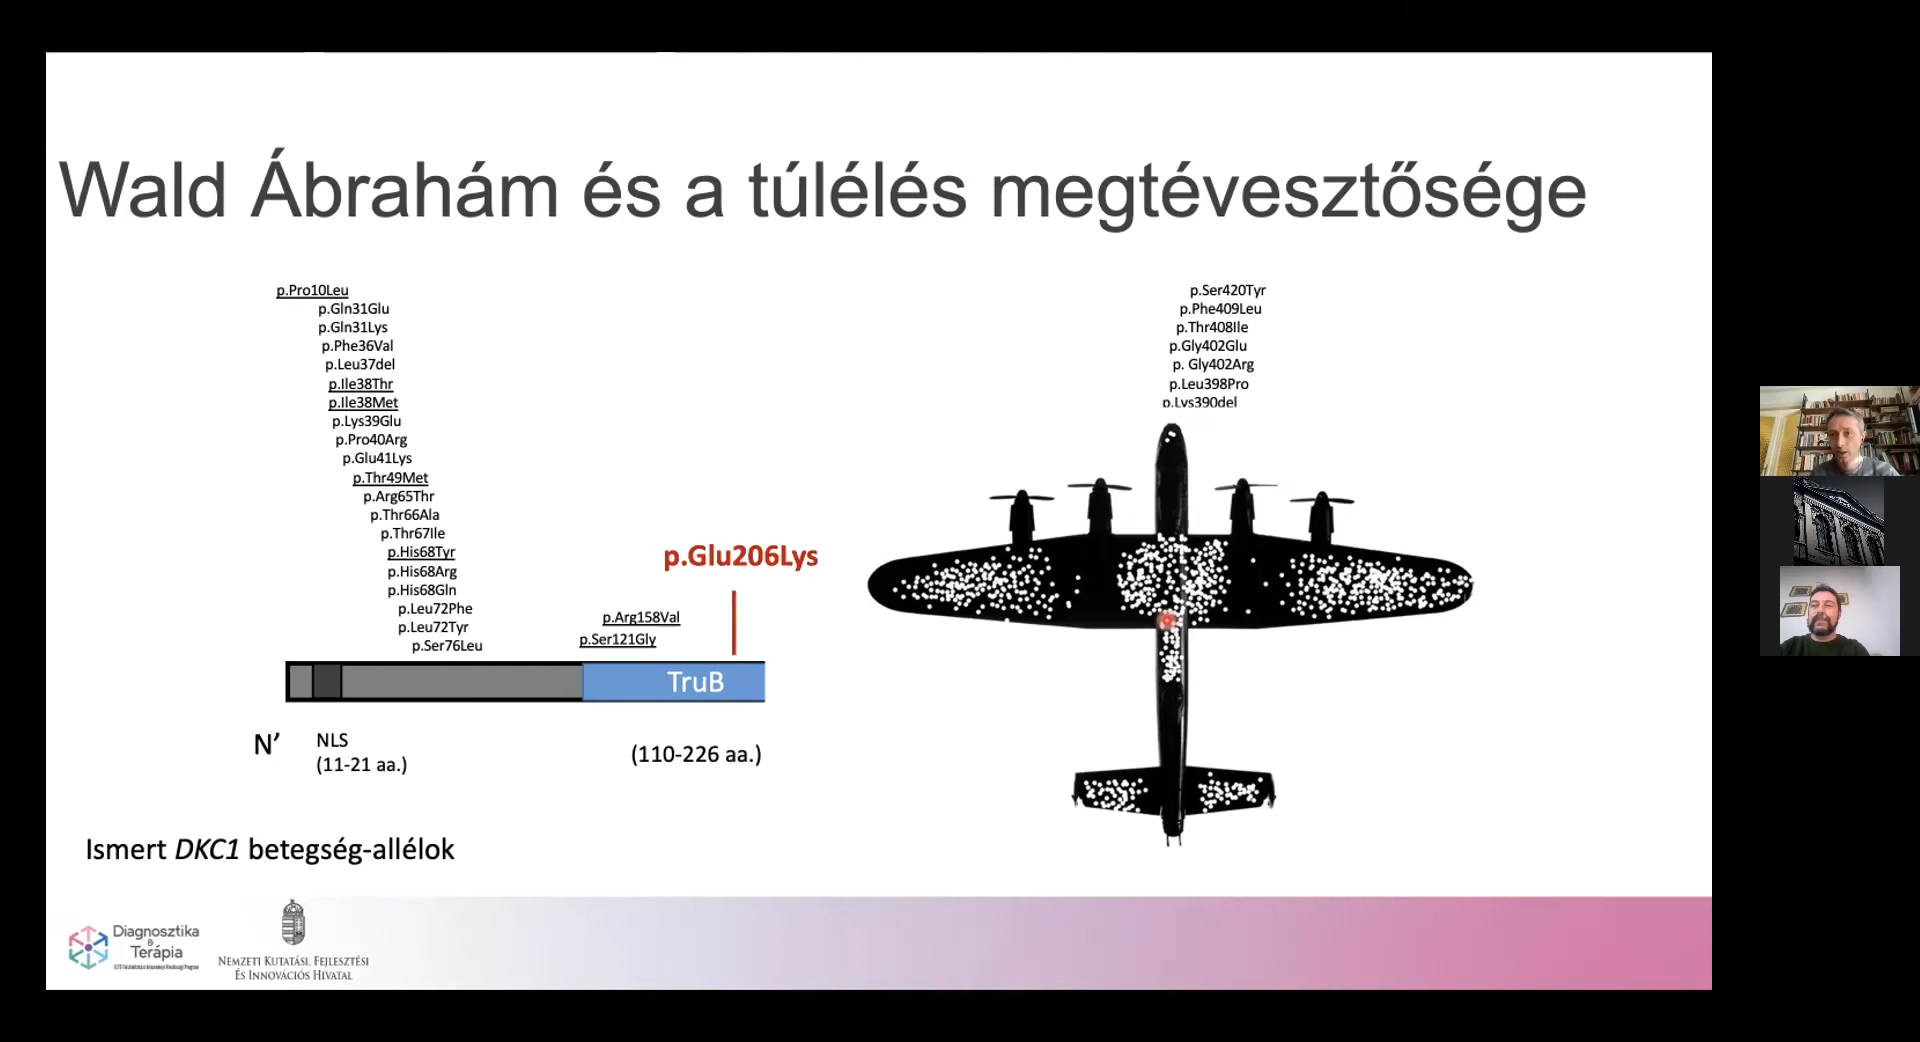 Wald Ábrahám és a túlélés megtévesztősége
p.Pro10Leu
p.Gln31Glu
p.Gln31Lys
p.Phe36Val
p.Leu37del
p.Ile38Thr
p.Ile38Met
p.Lys39Glu
p.Pro40Arg
p.Glu41Lys
p.Thr49Met
p.Arg65Thr
p.Thr66Ala
p.Thr67Ile
p.His68Tyr
p.His68Arg
p.His68Gln
p.Leu72Phe
p.Leu72Tyr
p.Ser76Leu
p.Glu206Lys
p.Arg158Val
p.Ser121Gly
TruB
N’
NLS
(11-21 aa.)
(110-226 aa.)
p.Ser420Tyr
p.Phe409Leu
p.Thr408Ile
p.Gly402Glu
p. Gly402Arg
p.Leu398Pro
p.Lys390del
Ismert DKC1 betegség-allélok
Diagnosztika
&
Terápia
NEMZETI KUTATÁSI, FEJLESZTÉSI
ÉS INNOVÁCIÓS HIVATAL